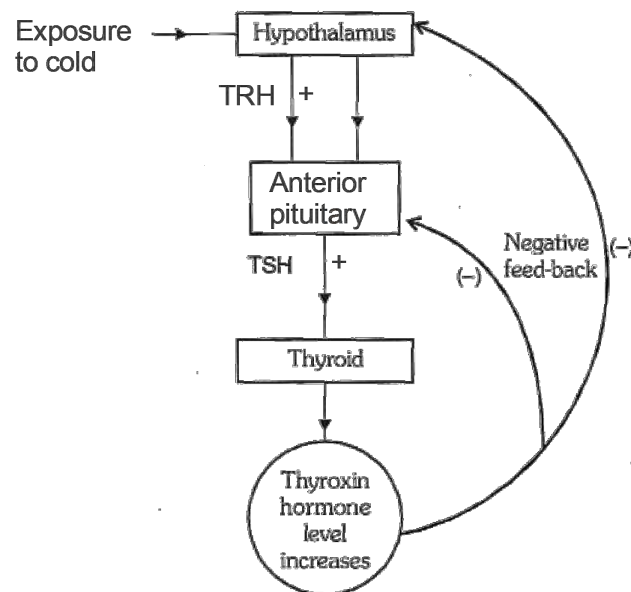 Exposure
to cold
Hypothalamus
TRH +
Anterior
pituitary
Negative
feed-back
(–)
(–)
TSH +
Thyroid
Thyroxin
hormone
level
increases